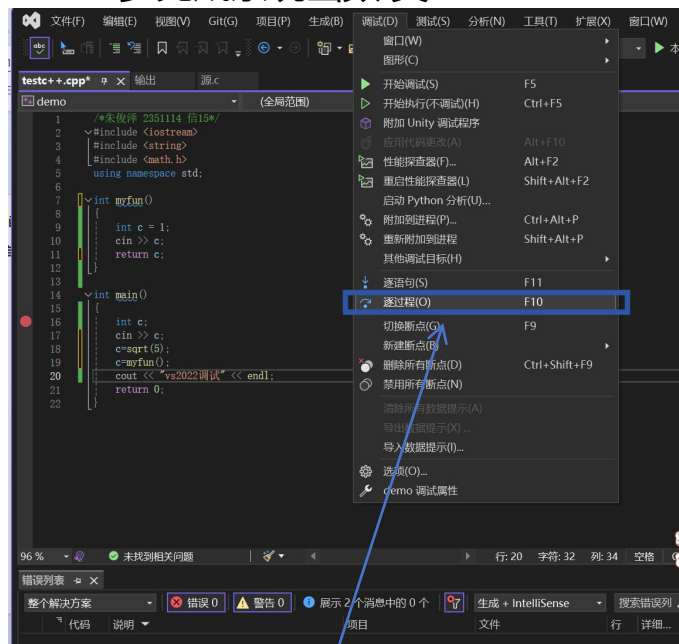 文件(F) 编辑(E) 视图(V) Git(G) 项目(P) 生成(B) 调试(D) 测试(S) 分析(N) 工具(T) 扩展(X) 窗口(W)
窗口(W)
图形(C)
开始调试(S) F5
开始执行(不调试)(H) Ctrl+F5
附加 Unity 调试程序
应用代码更改(A) Alt+F10
性能探查器(F)... Alt+F2
重启性能探查器(L) Shift+Alt+F2
启动 Python 分析(U)...
附加到进程(P)... Ctrl+Alt+P
重新附加到进程 Shift+Alt+P
其他调试目标(H)
逐语句(S) F11
逐过程(O) F10
切换断点(G) F9
新建断点(B)
删除所有断点(D) Ctrl+Shift+F9
禁用所有断点(N)
清除所有数据提示(A)
导出数据提示(X) ...
导入数据提示(I)...
选项(O)...
demo 调试属性
testc++.cpp* 输出 源.c
demo (全局范围)
1 /*朱俊泽 2351114 信15*/
2 #include <iostream>
3 #include <string>
4 #include <math.h>
5 using namespace std;
6
7 int myfun()
8 {
9 int c = 1;
10 cin >> c;
11 return c;
12 }
13
14 int main()
15 {
16 int c;
17 cin >> c;
18 c=sqrt(5);
19 c=myfun();
20 cout << "vs2022调试" << endl;
21 return 0;
22 }
96 % 未找到相关问题 行: 20 字符: 32 列: 34 空格
错误列表
整个解决方案 错误 0 警告 0 展示 2 个消息中的 0 个 生成 + IntelliSense 搜索错误列
代码 说明 项目 文件 行 详细...